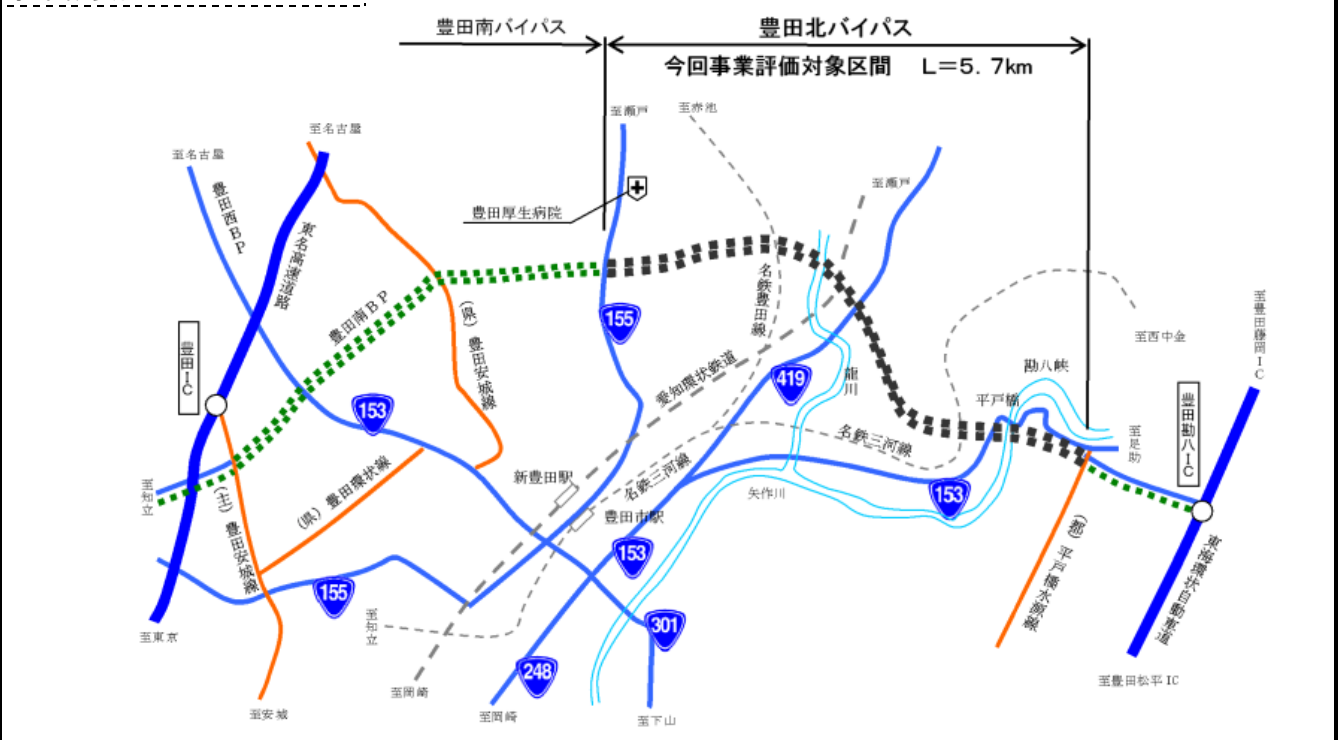 豊田南バイパス
豊田北バイパス
今回事業評価対象区間 L=5.7km
至瀬戸
至赤池
至名古屋
至名古屋
至瀬戸
豊田厚生病院
豊田西BP
東名高速道路
名鉄豊田線
豊田南BP
(県)豊田安城線
155
至豊田藤岡IC
至西中金
豊田IC
愛知環状鉄道
419
龍川
勘八峡
平戸橋
豊田勘八IC
153
至足助
名鉄三河線
(県)豊田環状線
新豊田駅
名鉄三河線
矢作川
153
至知立
(主)豊田安城線
豊田市駅
153
(都)平戸橋水源線
東海環状自動車道
155
至知立
301
至東京
248
至岡崎
至豊田松平IC
至安城
至岡崎
至下山